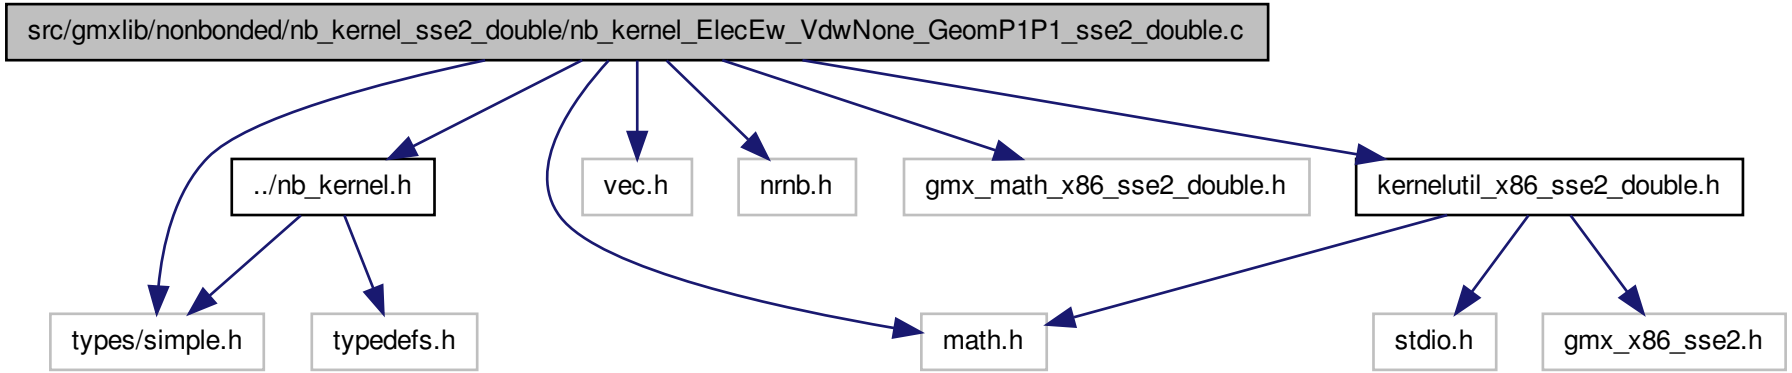 src/gmxlib/nonbonded/nb_kernel_sse2_double/nb_kernel_ElecEw_VdwNone_GeomP1P1_sse2_double.c
../nb_kernel.h
vec.h
nrnb.h
gmx_math_x86_sse2_double.h
kernelutil_x86_sse2_double.h
types/simple.h
typedefs.h
math.h
stdio.h
gmx_x86_sse2.h